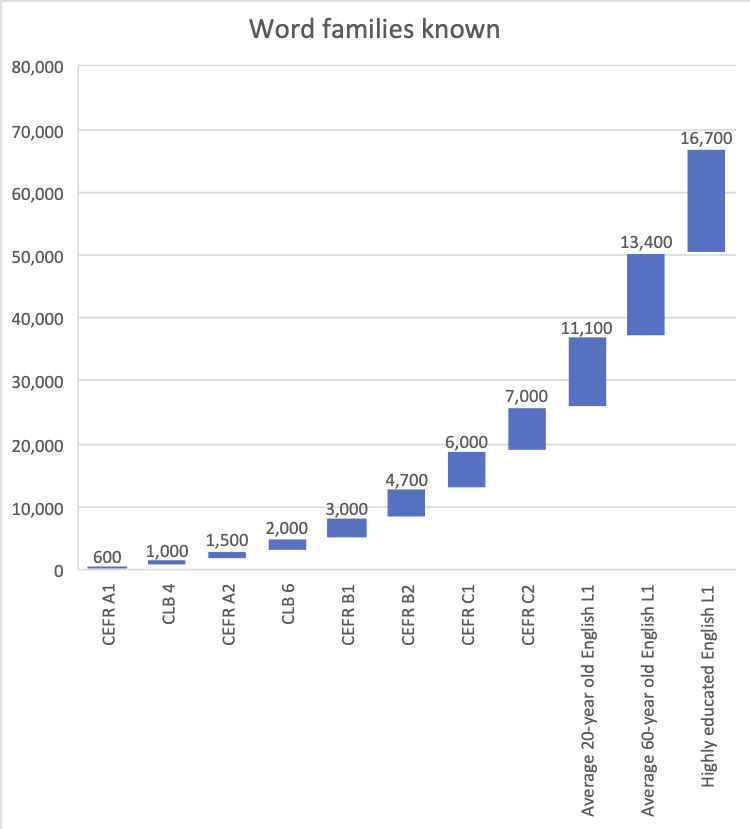 Word families known
80,000
70,000
60,000
50,000
40,000
30,000
20,000
10,000
0
600
1,000
1,500
2,000
3,000
4,700
6,000
7,000
11,100
13,400
16,700
CEFR A1
CLB 4
CEFR A2
CLB 6
CEFR B1
CEFR B2
CEFR C1
CEFR C2
Average 20-year old English L1
Average 60-year old English L1
Highly educated English L1